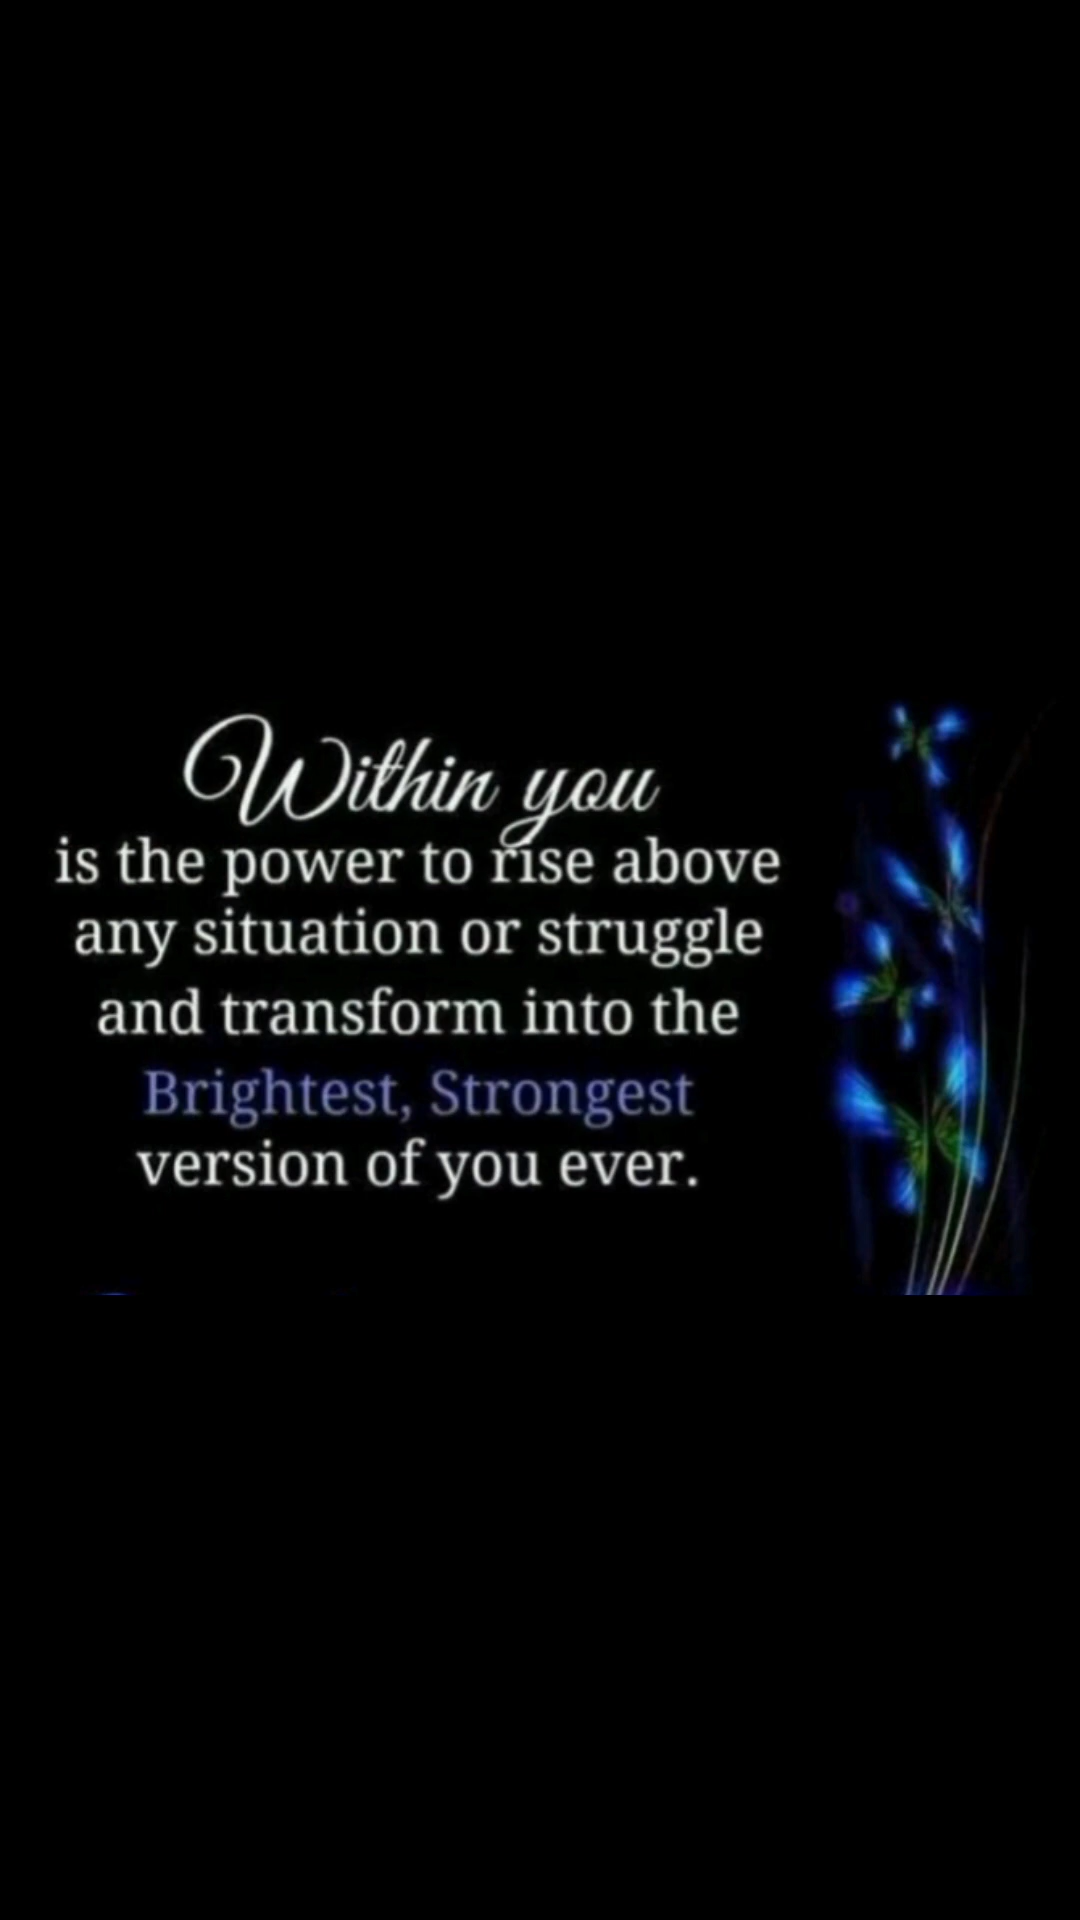 Within you
is the power to rise above
any situation or struggle
and transform into the
Brightest, Strongest
version of you ever.